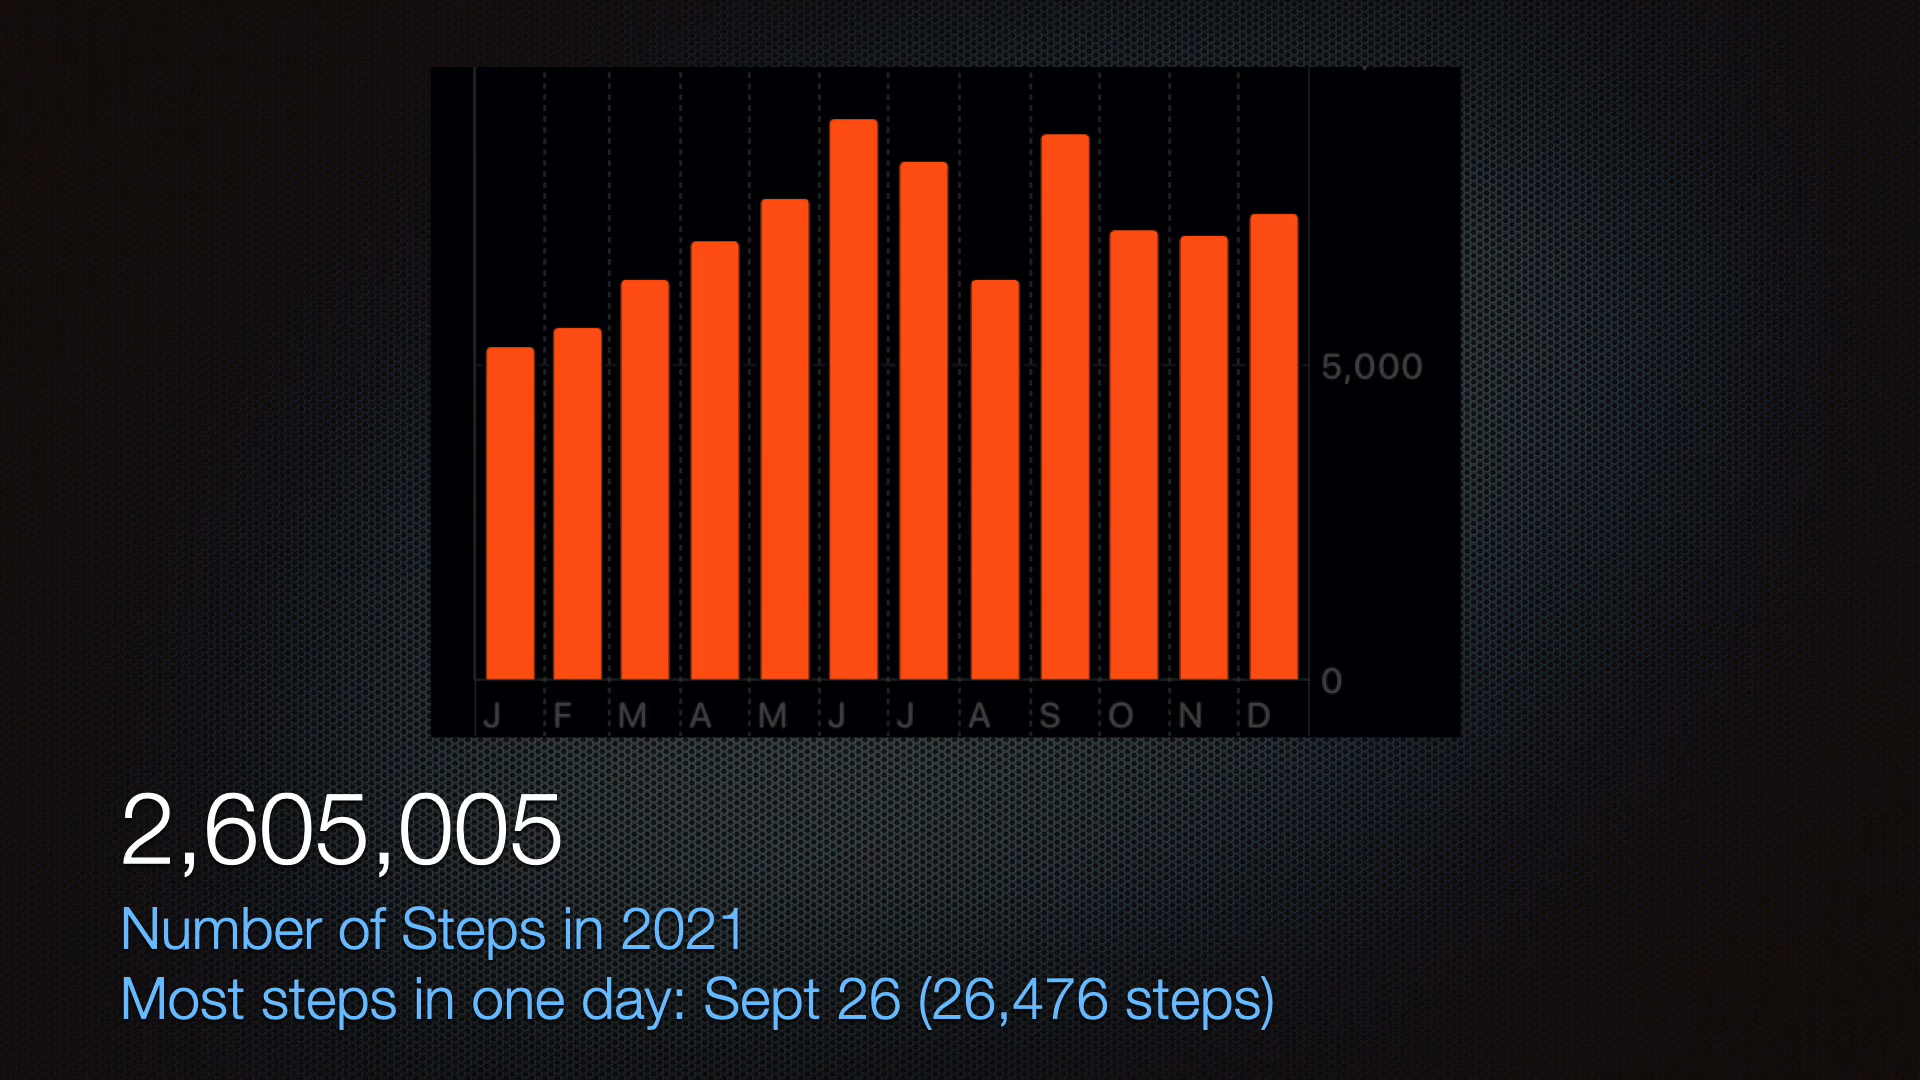 5,000
0
J F M A M J J A S O N D
2,605,005
Number of Steps in 2021
Most steps in one day: Sept 26 (26,476 steps)